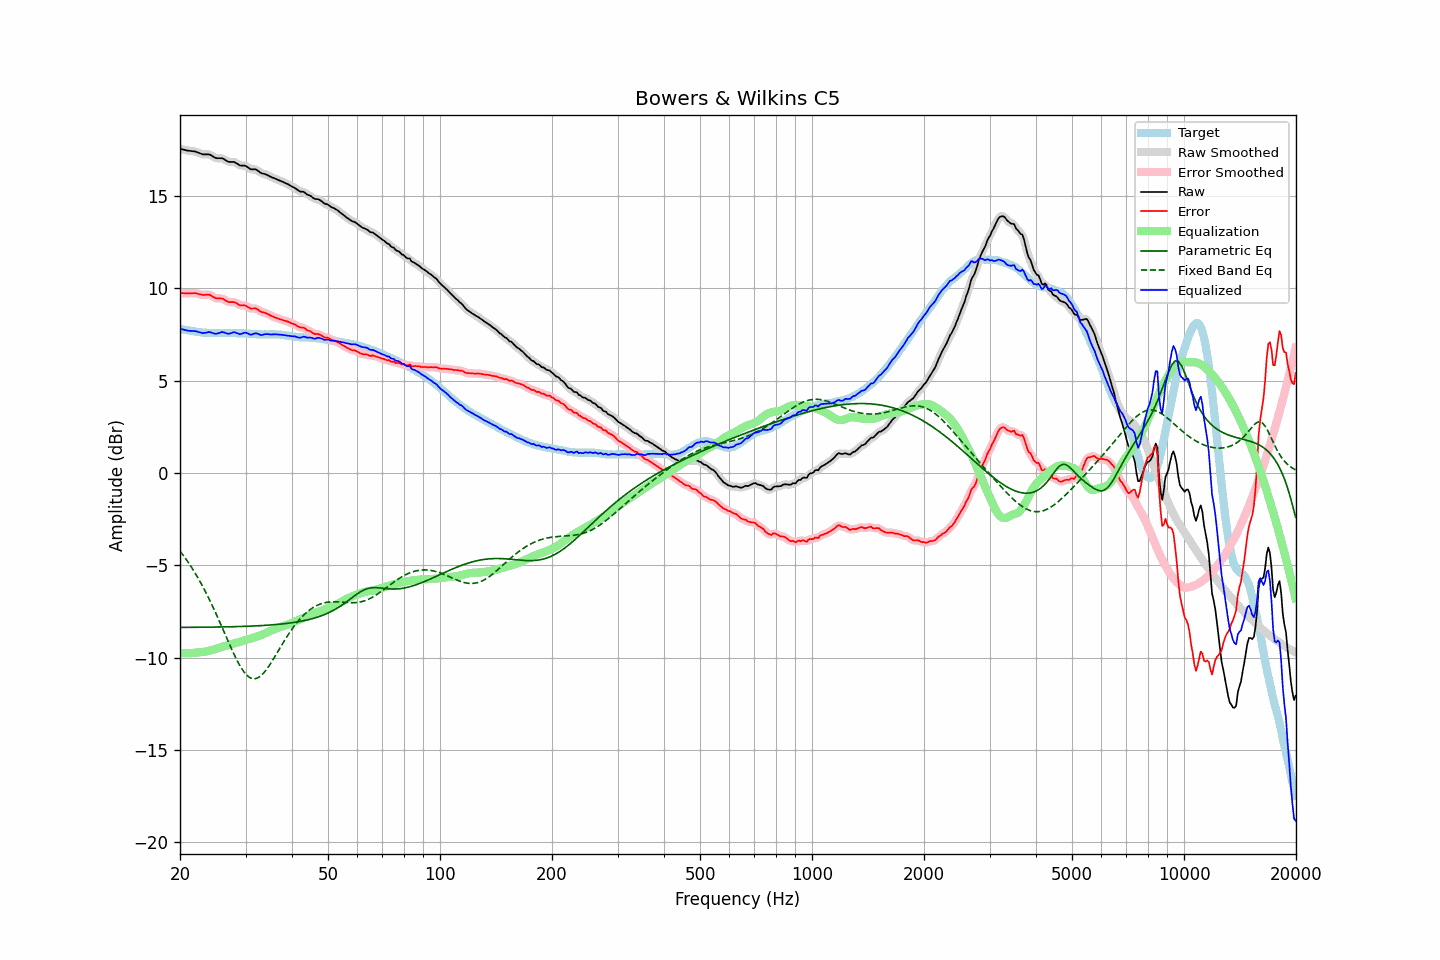 Bowers & Wilkins C5
Target
Raw Smoothed
Error Smoothed
Raw
Error
Equalization
Parametric Eq
Fixed Band Eq
Equalized
15
10
5
0
−5
−10
−15
−20
Amplitude (dBr)
20 50 100 200 500 1000 2000 5000 10000 20000
Frequency (Hz)